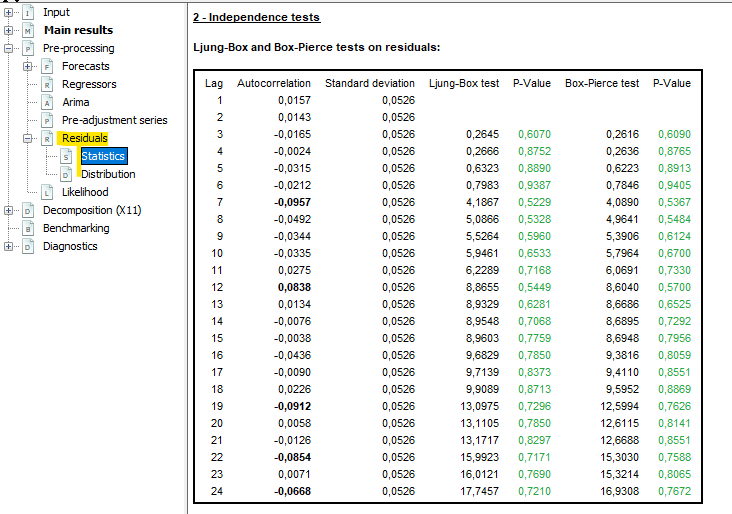 Input
Main results
Pre-processing
Forecasts
Regressors
Arima
Pre-adjustment series
Residuals
Statistics
Distribution
Likelihood
Decomposition (X11)
Benchmarking
Diagnostics
2 - Independence tests
Ljung-Box and Box-Pierce tests on residuals:
Lag Autocorrelation Standard deviation Ljung-Box test P-Value Box-Pierce test P-Value
1 0,0157 0,0526
2 0,0143 0,0526
3 -0,0165 0,0526 0,2645 0,6070 0,2616 0,6090
4 -0,0024 0,0526 0,2666 0,8752 0,2636 0,8765
5 -0,0315 0,0526 0,6323 0,8890 0,6223 0,8913
6 -0,0212 0,0526 0,7983 0,9387 0,7846 0,9405
7 -0,0957 0,0526 4,1867 0,5229 4,0890 0,5367
8 -0,0492 0,0526 5,0866 0,5328 4,9641 0,5484
9 -0,0344 0,0526 5,5264 0,5960 5,3906 0,6124
10 -0,0335 0,0526 5,9461 0,6533 5,7964 0,6700
11 0,0275 0,0526 6,2289 0,7168 6,0691 0,7330
12 0,0838 0,0526 8,8655 0,5449 8,6040 0,5700
13 0,0134 0,0526 8,9329 0,6281 8,6686 0,6525
14 -0,0076 0,0526 8,9548 0,7068 8,6895 0,7292
15 -0,0038 0,0526 8,9603 0,7759 8,6948 0,7956
16 -0,0436 0,0526 9,6829 0,7850 9,3816 0,8059
17 -0,0090 0,0526 9,7139 0,8373 9,4110 0,8551
18 0,0226 0,0526 9,9089 0,8713 9,5952 0,8869
19 -0,0912 0,0526 13,0975 0,7296 12,5994 0,7626
20 0,0058 0,0526 13,1105 0,7850 12,6115 0,8141
21 -0,0126 0,0526 13,1717 0,8297 12,6688 0,8551
22 -0,0854 0,0526 15,9923 0,7171 15,3030 0,7588
23 0,0071 0,0526 16,0121 0,7690 15,3214 0,8065
24 -0,0668 0,0526 17,7457 0,7210 16,9308 0,7672